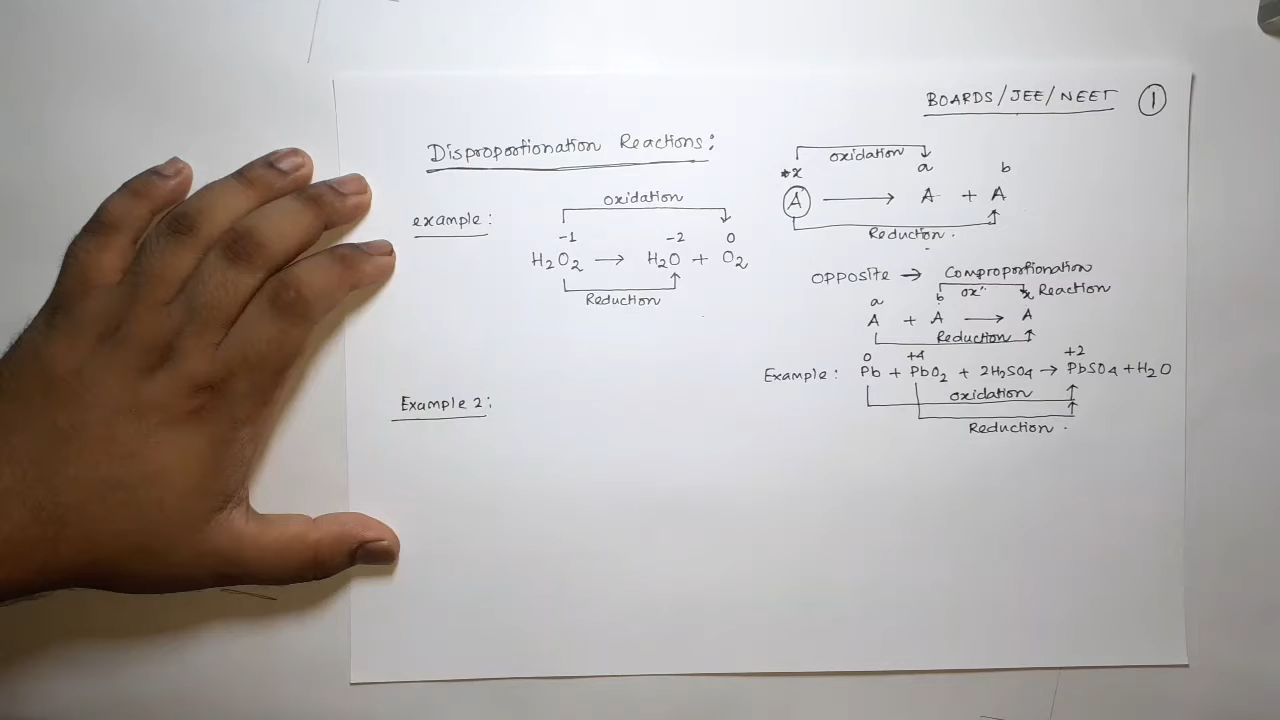 BOARDS/JEE/NEET 1
Disproportionation Reactions:
example:
oxidation
-1 -2 0
H2O2 → H2O + O2
Reduction
oxidation
x a b
A → A + A
Reduction.
OPPOSITE → Comproportionation
Reaction
oxn
a b x
A + A → A
Reduction
0 +4 +2
Example: Pb + PbO2 + 2H2SO4 → PbSO4 + H2O
oxidation
Reduction.
Example 2: